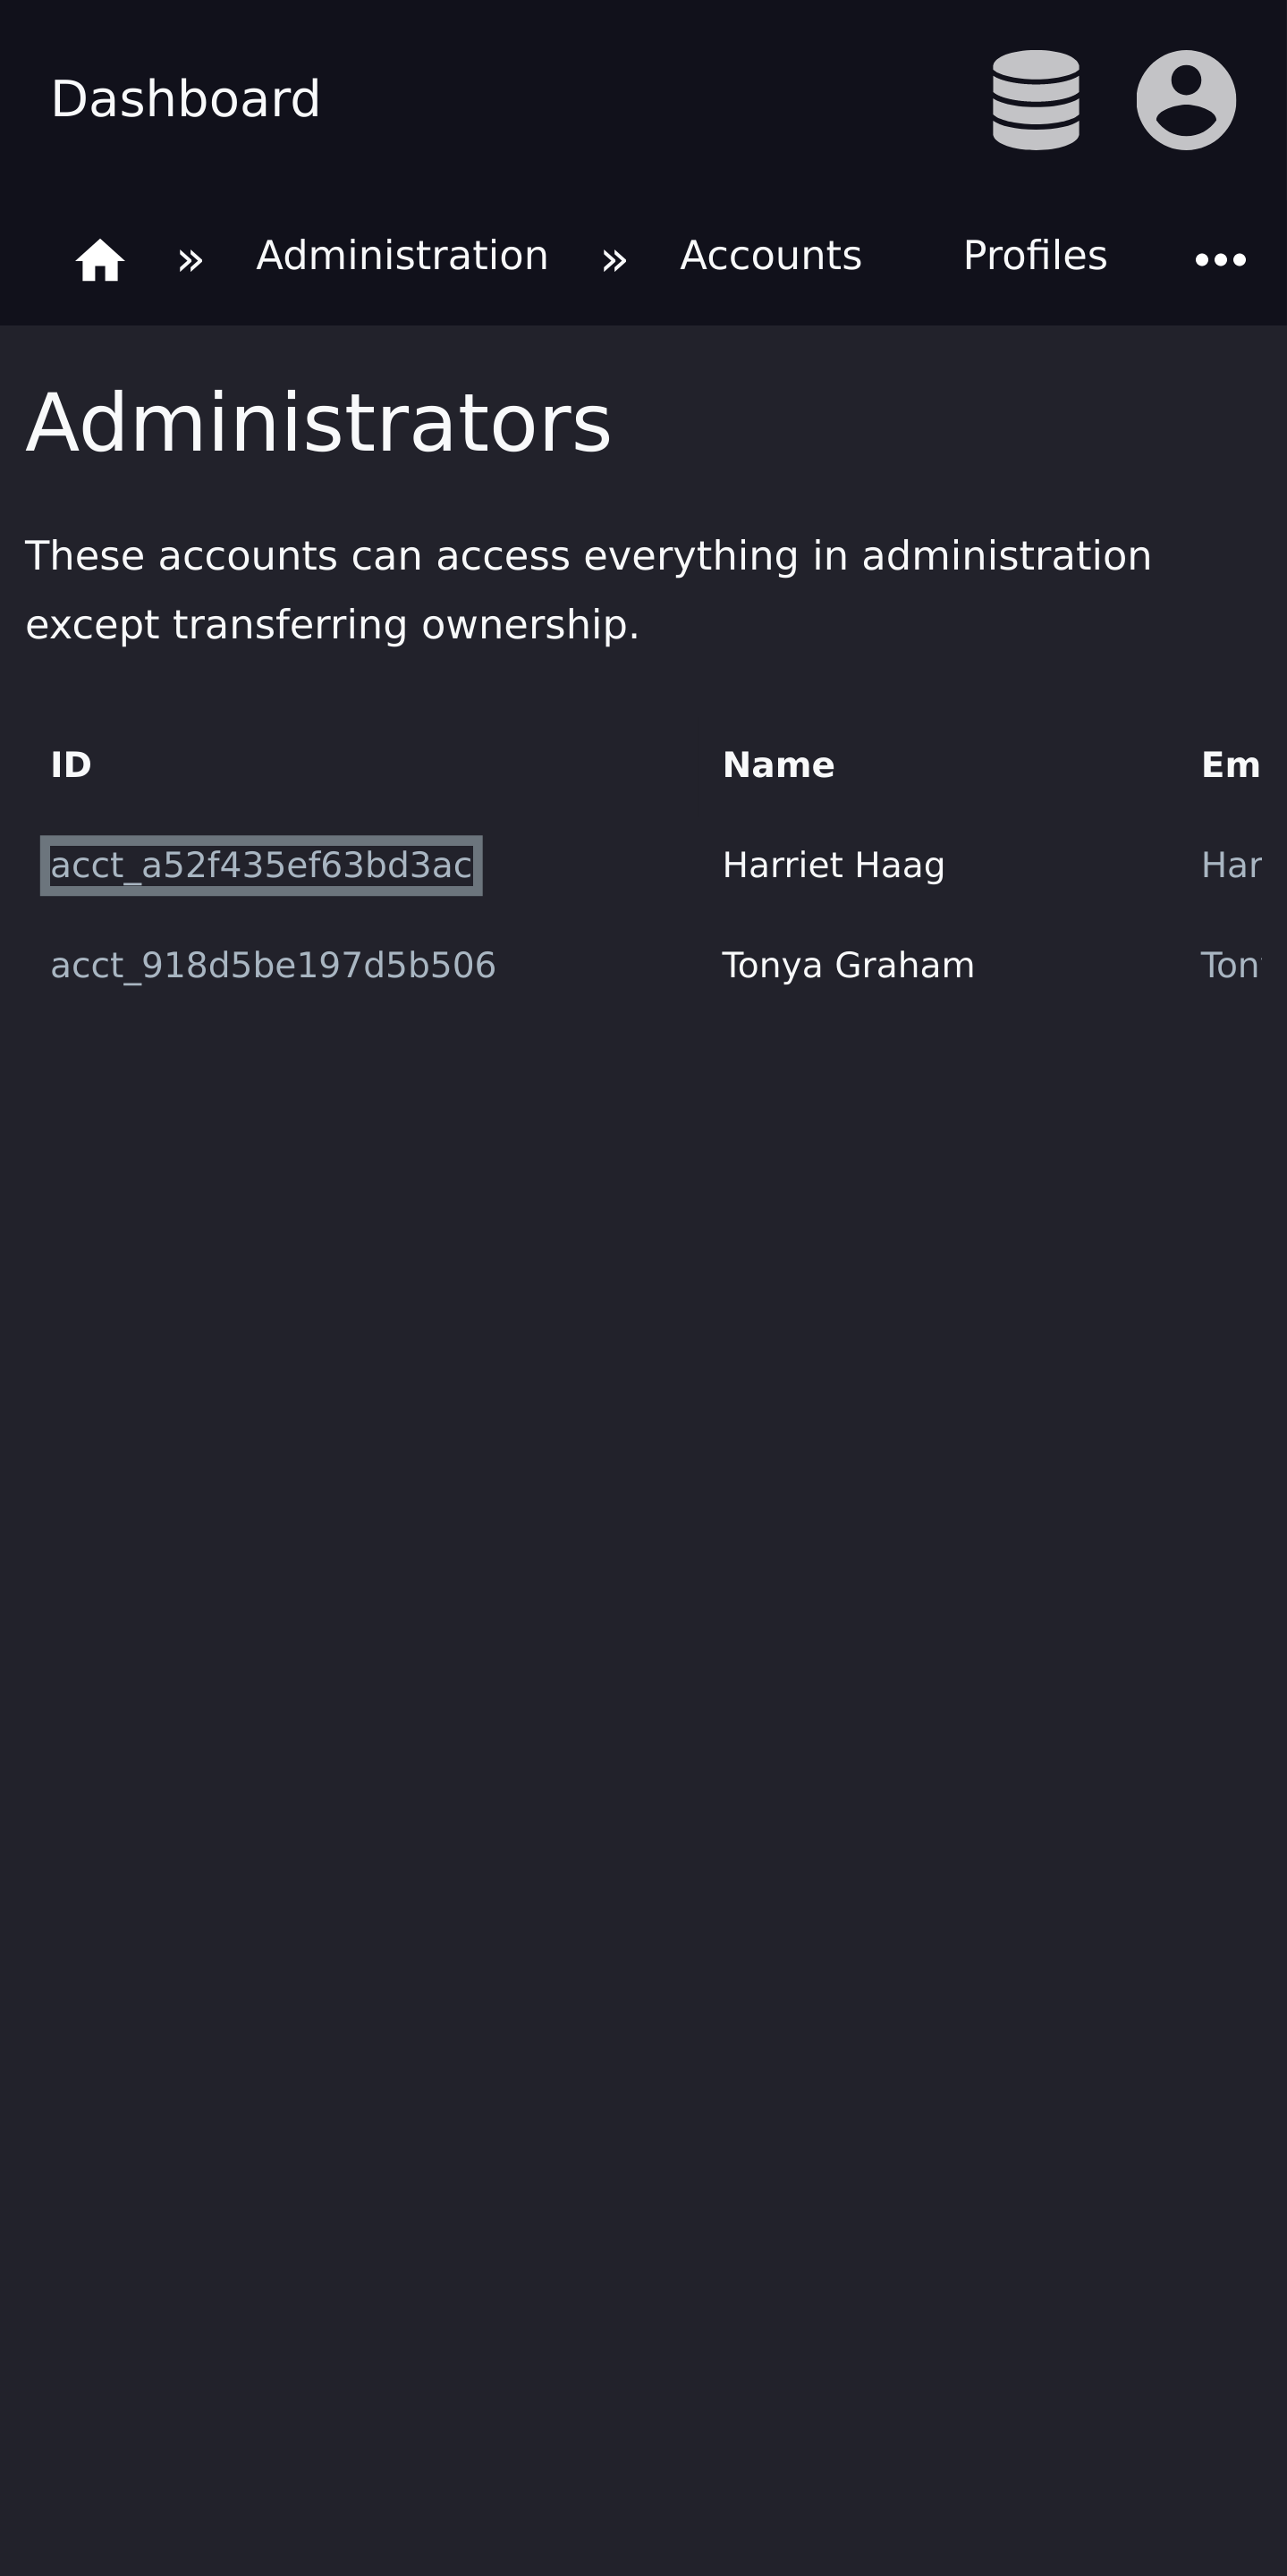 Dashboard
» Administration » Accounts Profiles •••
Administrators
These accounts can access everything in administration
except transferring ownership.
ID Name Em
acct_a52f435ef63bd3ac Harriet Haag Har
acct_918d5be197d5b506 Tonya Graham Ton